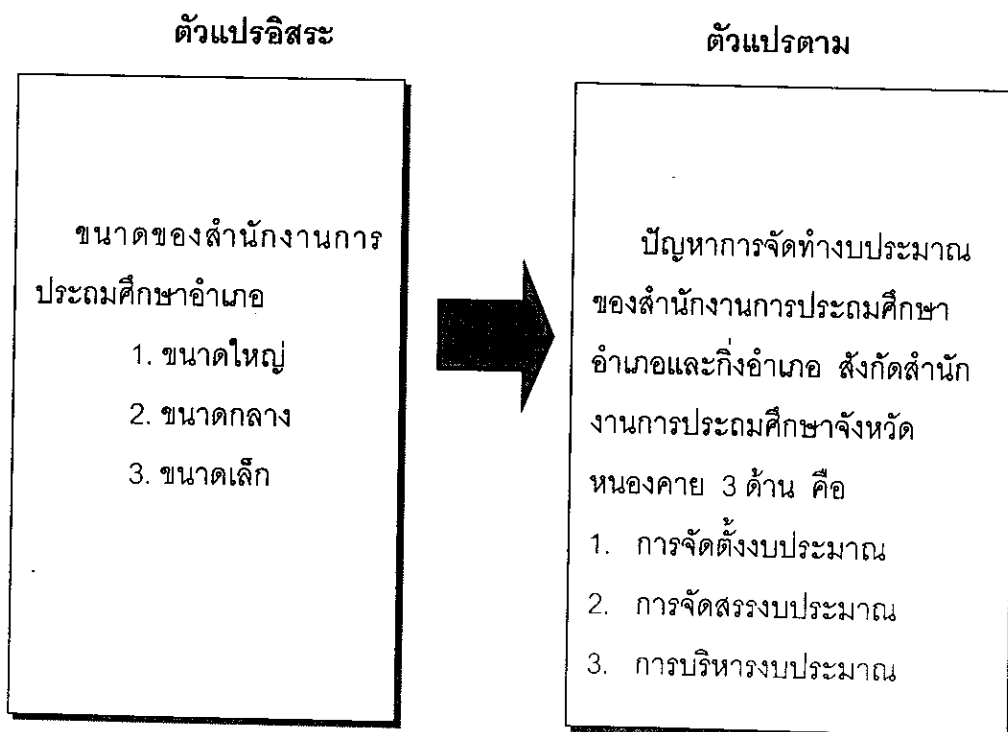 ตัวแปรอิสระ
ขนาดของสำนักงานการ
ประถมศึกษาอำเภอ
1. ขนาดใหญ่
2. ขนาดกลาง
3. ขนาดเล็ก
ตัวแปรตาม
ปัญหาการจัดทำงบประมาณ
ของสำนักงานการประถมศึกษา
อำเภอและกิ่งอำเภอ สังกัดสำนัก
งานการประถมศึกษาจังหวัด
หนองคาย 3 ด้าน คือ
1. การจัดตั้งงบประมาณ
2. การจัดสรรงบประมาณ
3. การบริหารงบประมาณ